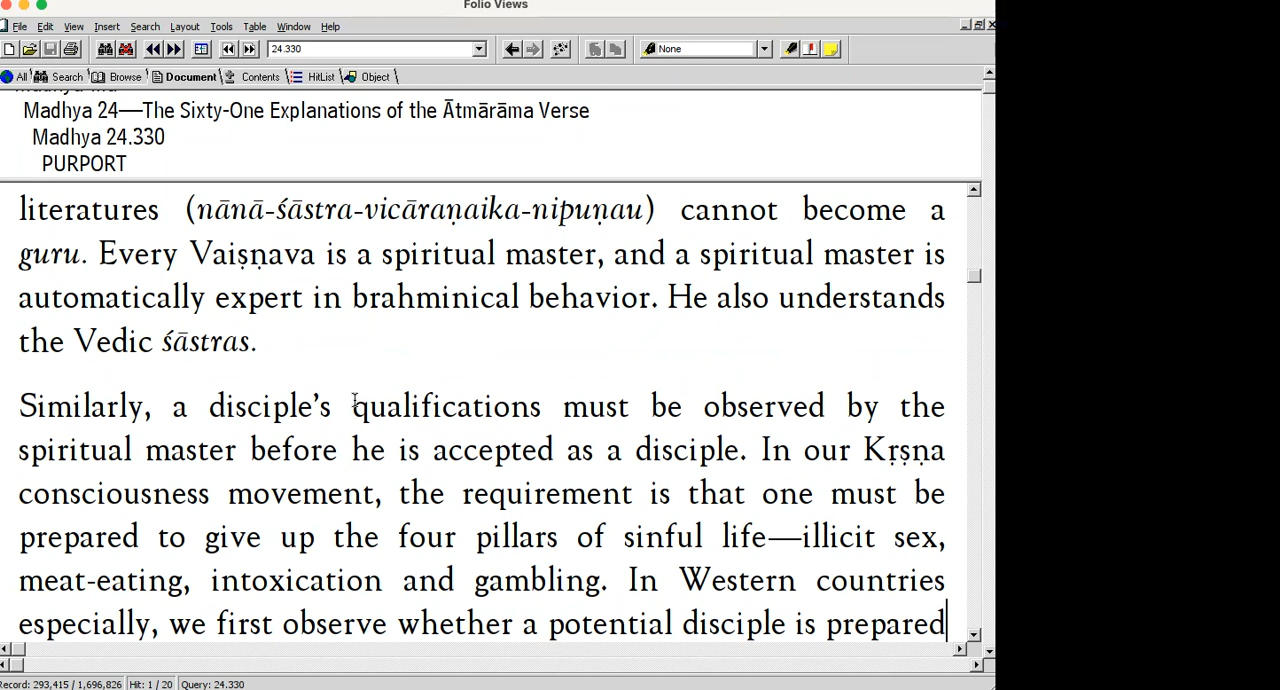 Folio Views
File Edit View Insert Search Layout Tools Table Window Help
24.330 None
All Search Browse Document Contents HitList Object
Madhya 24—The Sixty-One Explanations of the Ātmārāma Verse
Madhya 24.330
PURPORT
literatures (nānā-śāstra-vicāraṇaika-nipuṇau) cannot become a
guru. Every Vaiṣṇava is a spiritual master, and a spiritual master is
automatically expert in brahminical behavior. He also understands
the Vedic śāstras.
Similarly, a disciple’s qualifications must be observed by the
spiritual master before he is accepted as a disciple. In our Kṛṣṇa
consciousness movement, the requirement is that one must be
prepared to give up the four pillars of sinful life—illicit sex,
meat-eating, intoxication and gambling. In Western countries
especially, we first observe whether a potential disciple is prepared
Record: 293,415 / 1,696,826 Hit: 1 / 20 Query: 24.330